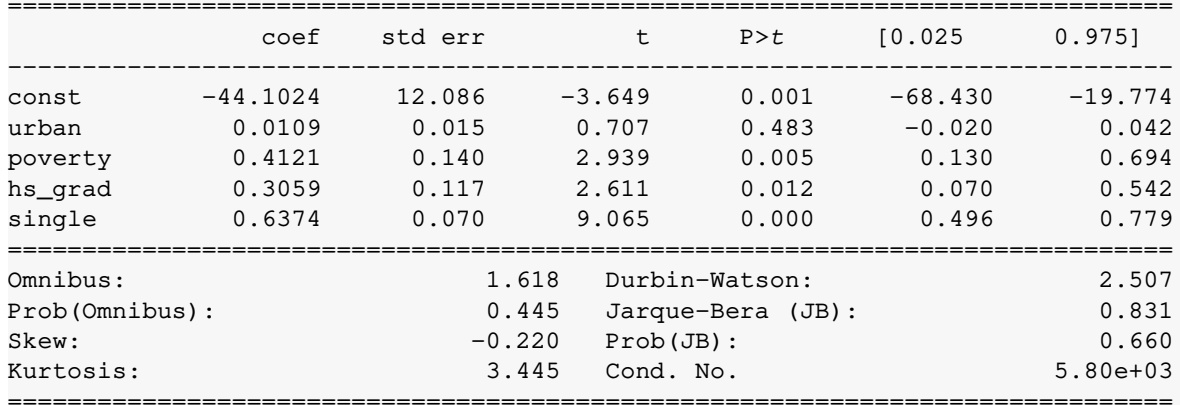 ==============================================================================
                 coef    std err          t      P>t      [0.025      0.975]
------------------------------------------------------------------------------
const        -44.1024     12.086     -3.649      0.001     -68.430     -19.774
urban          0.0109      0.015      0.707      0.483      -0.020       0.042
poverty        0.4121      0.140      2.939      0.005       0.130       0.694
hs_grad        0.3059      0.117      2.611      0.012       0.070       0.542
single         0.6374      0.070      9.065      0.000       0.496       0.779
==============================================================================
Omnibus:                        1.618   Durbin-Watson:                   2.507
Prob(Omnibus):                  0.445   Jarque-Bera (JB):                0.831
Skew:                          -0.220   Prob(JB):                        0.660
Kurtosis:                       3.445   Cond. No.                     5.80e+03
==============================================================================